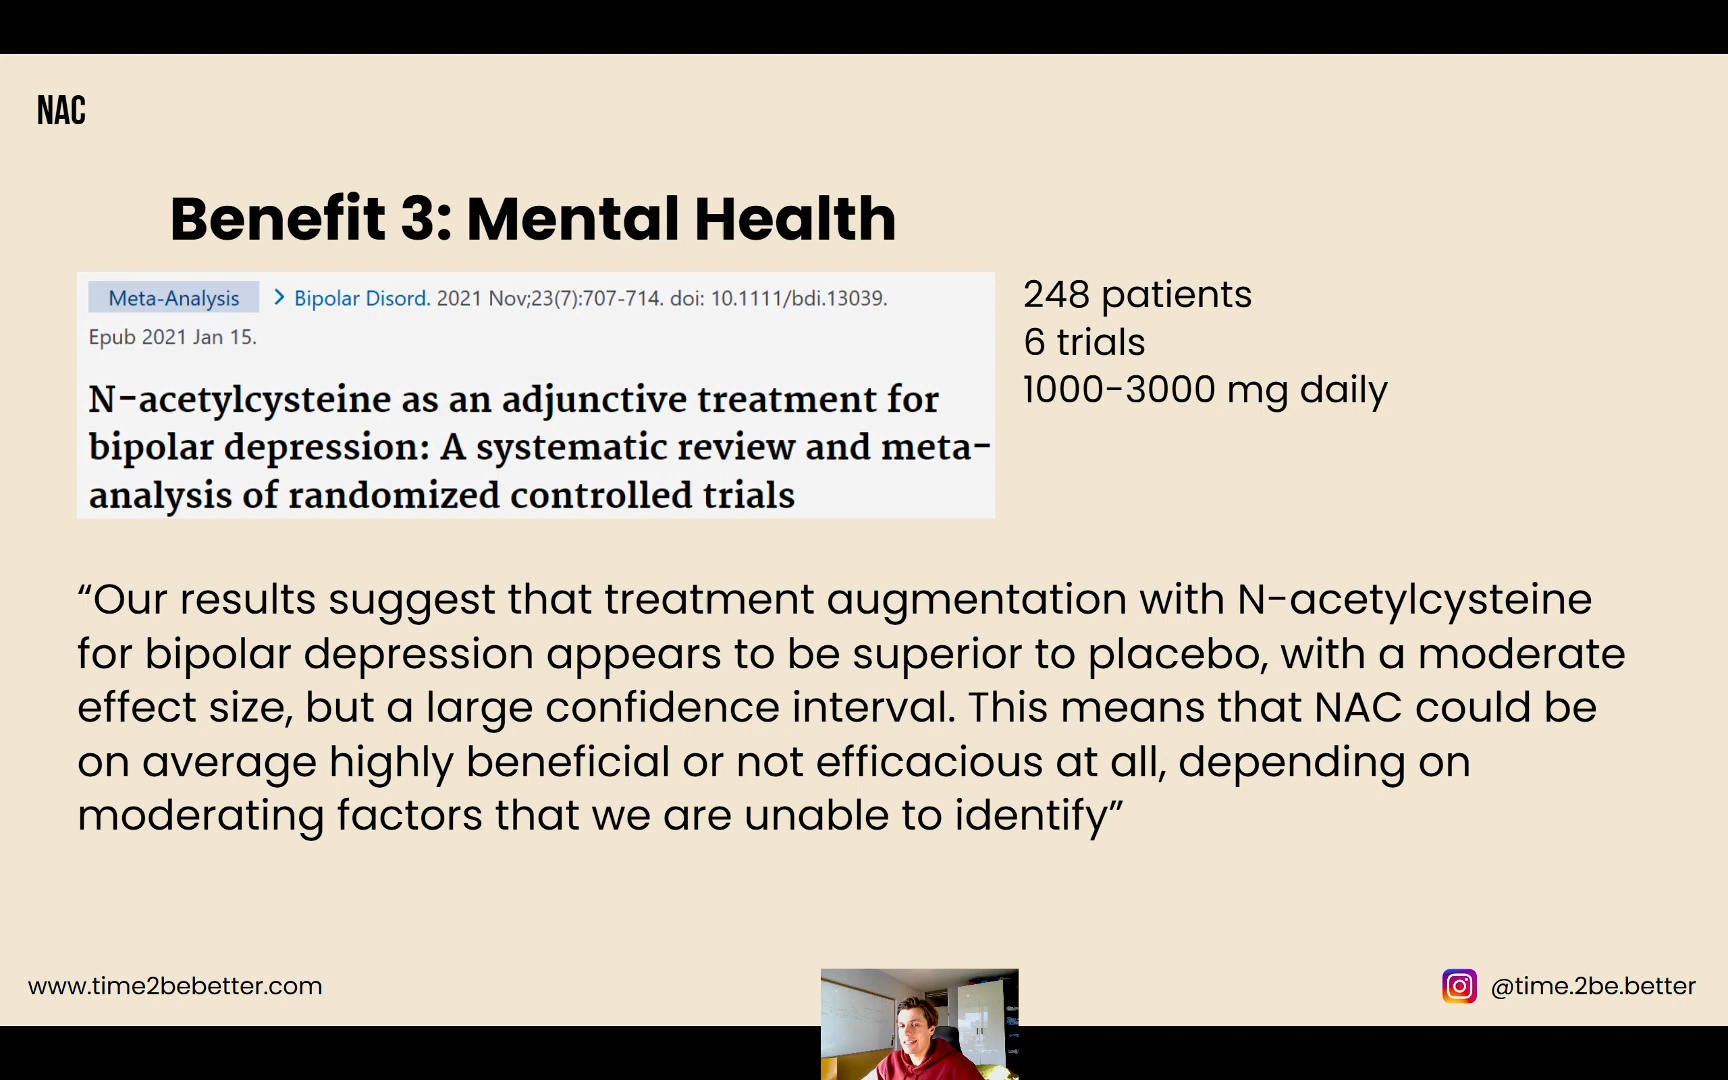 NAC
Benefit 3: Mental Health
Meta-Analysis > Bipolar Disord. 2021 Nov;23(7):707-714. doi: 10.1111/bdi.13039.
Epub 2021 Jan 15.
N-acetylcysteine as an adjunctive treatment for
bipolar depression: A systematic review and meta-
analysis of randomized controlled trials
248 patients
6 trials
1000-3000 mg daily
“Our results suggest that treatment augmentation with N-acetylcysteine
for bipolar depression appears to be superior to placebo, with a moderate
effect size, but a large confidence interval. This means that NAC could be
on average highly beneficial or not efficacious at all, depending on
moderating factors that we are unable to identify”
www.time2bebetter.com
@time.2be.better